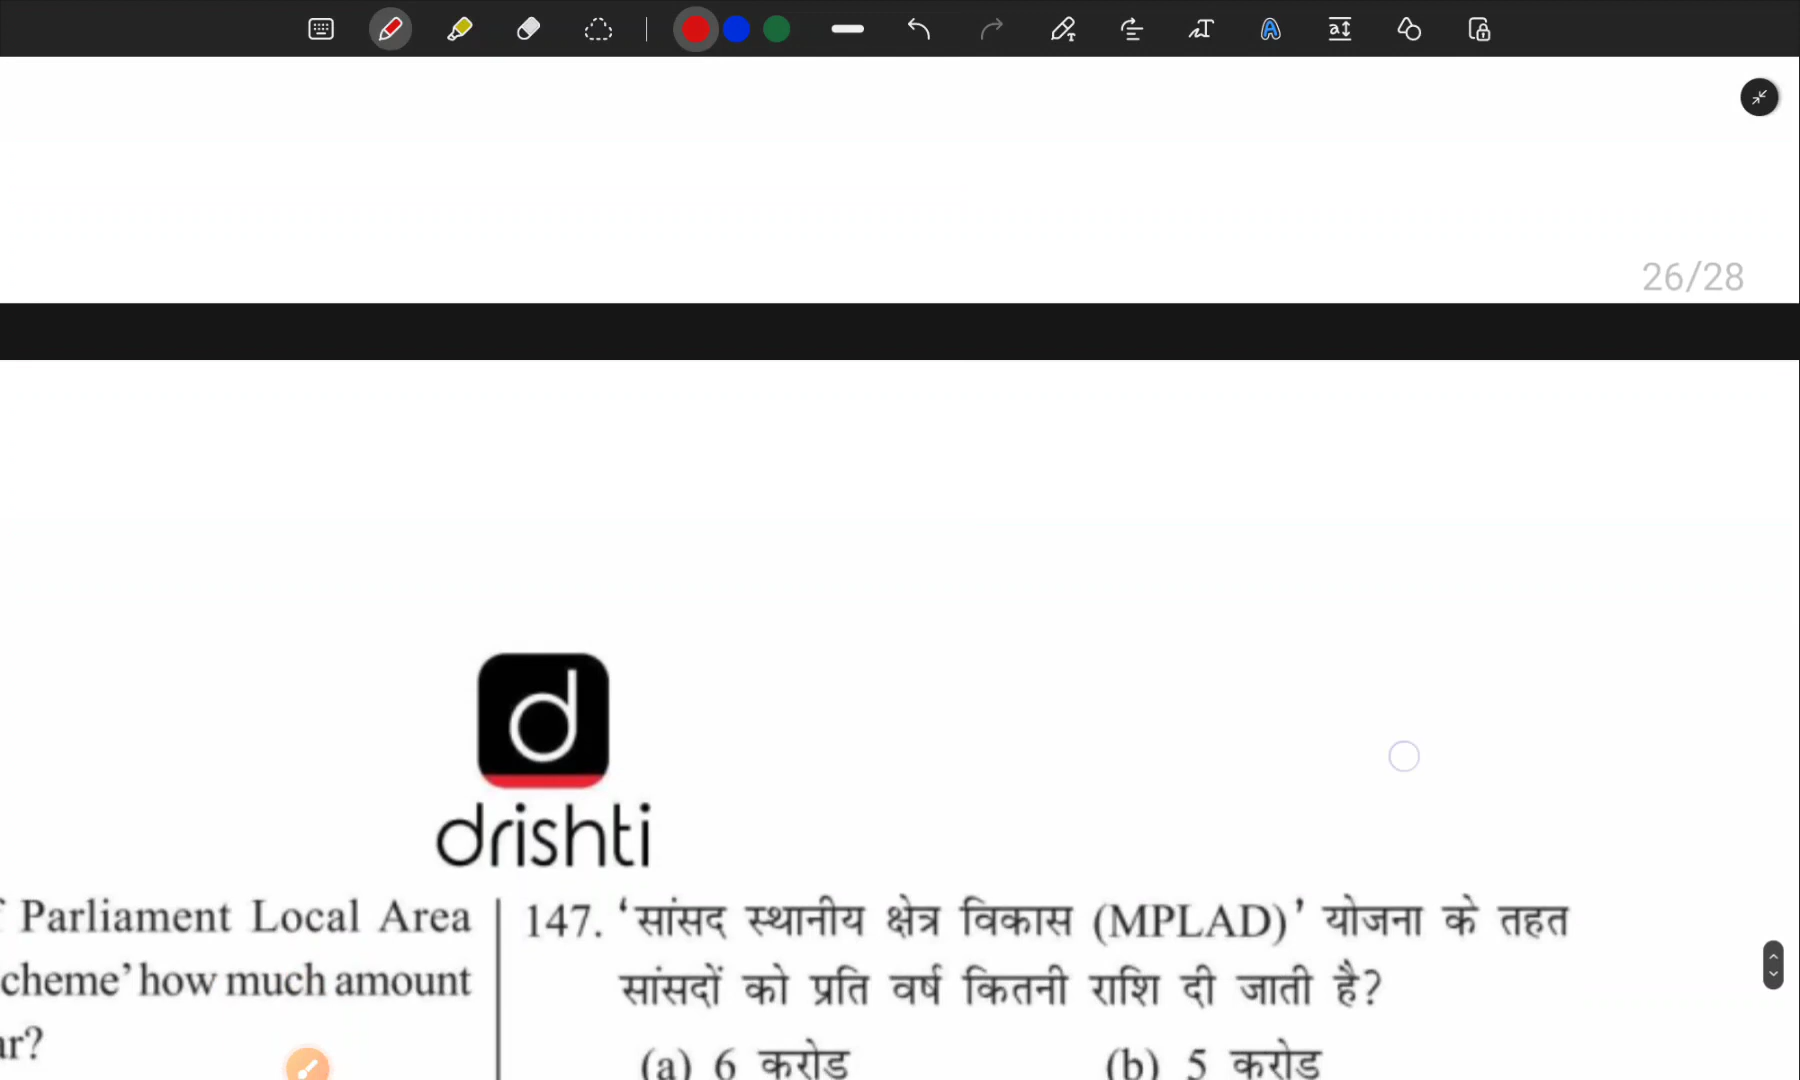 26/28
d
drishti
Parliament Local Area
cheme’ how much amount
ar?
147. ‘सांसद स्थानीय क्षेत्र विकास (MPLAD)’ योजना के तहत
सांसदों को प्रति वर्ष कितनी राशि दी जाती है?
(a) 6 करोड़ (b) 5 करोड़